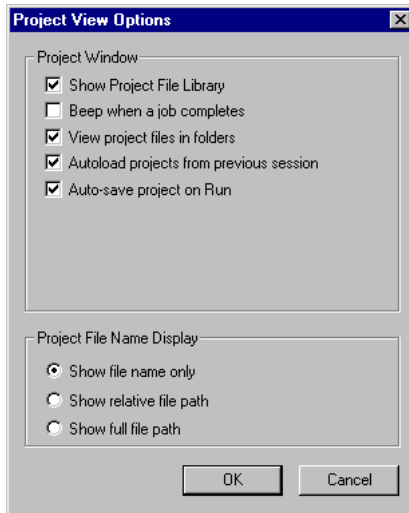 Project View Options
Project Window
Show Project File Library
Beep when a job completes
View project files in folders
Autoload projects from previous session
Auto-save project on Run
Project File Name Display
Show file name only
Show relative file path
Show full file path
OK Cancel